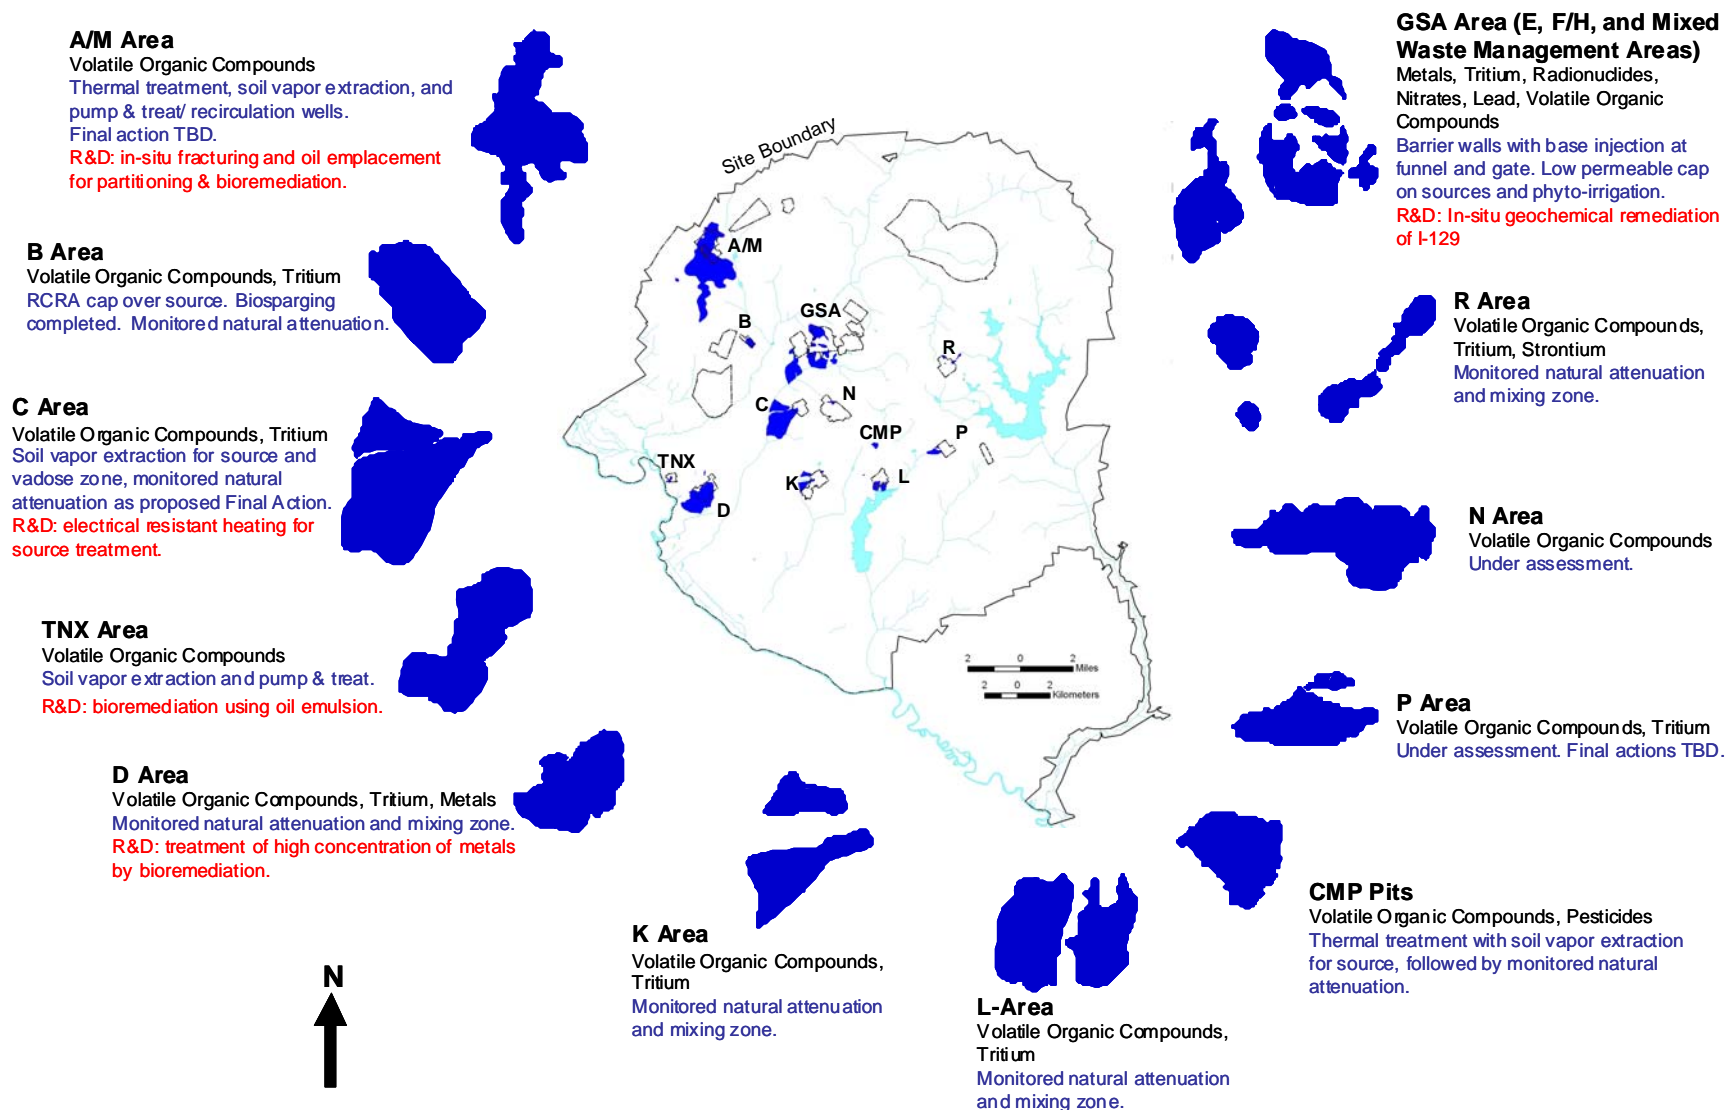 A/M Area
Volatile Organic Compounds
Thermal treatment, soil vapor extraction, and
pump & treat/ recirculation wells.
Final action TBD.
R&D: in-situ fracturing and oil emplacement
for partitioning & bioremediation.
B Area
Volatile Organic Compounds, Tritium
RCRA cap over source. Biosparging
completed. Monitored natural attenuation.
C Area
Volatile Organic Compounds, Tritium
Soil vapor extraction for source and
vadose zone, monitored natural
attenuation as proposed Final Action.
R&D: electrical resistant heating for
source treatment.
TNX Area
Volatile Organic Compounds
Soil vapor extraction and pump & treat.
R&D: bioremediation using oil emulsion.
D Area
Volatile Organic Compounds, Tritium, Metals
Monitored natural attenuation and mixing zone.
R&D: treatment of high concentration of metals
by bioremediation.
N
K Area
Volatile Organic Compounds,
Tritium
Monitored natural attenuation
and mixing zone.
L-Area
Volatile Organic Compounds,
Tritium
Monitored natural attenuation
and mixing zone.
Site Boundary
A/M
B
GSA
R
C
N
CMP
P
TNX
K
L
D
2 0 2
Miles
2 0 2
Kilometers
GSA Area (E, F/H, and Mixed
Waste Management Areas)
Metals, Tritium, Radionuclides,
Nitrates, Lead, Volatile Organic
Compounds
Barrier walls with base injection at
funnel and gate. Low permeable cap
on sources and phyto-irrigation.
R&D: In-situ geochemical remediation
of I-129
R Area
Volatile Organic Compounds,
Tritium, Strontium
Monitored natural attenuation
and mixing zone.
N Area
Volatile Organic Compounds
Under assessment.
P Area
Volatile Organic Compounds, Tritium
Under assessment. Final actions TBD.
CMP Pits
Volatile Organic Compounds, Pesticides
Thermal treatment with soil vapor extraction
for source, followed by monitored natural
attenuation.